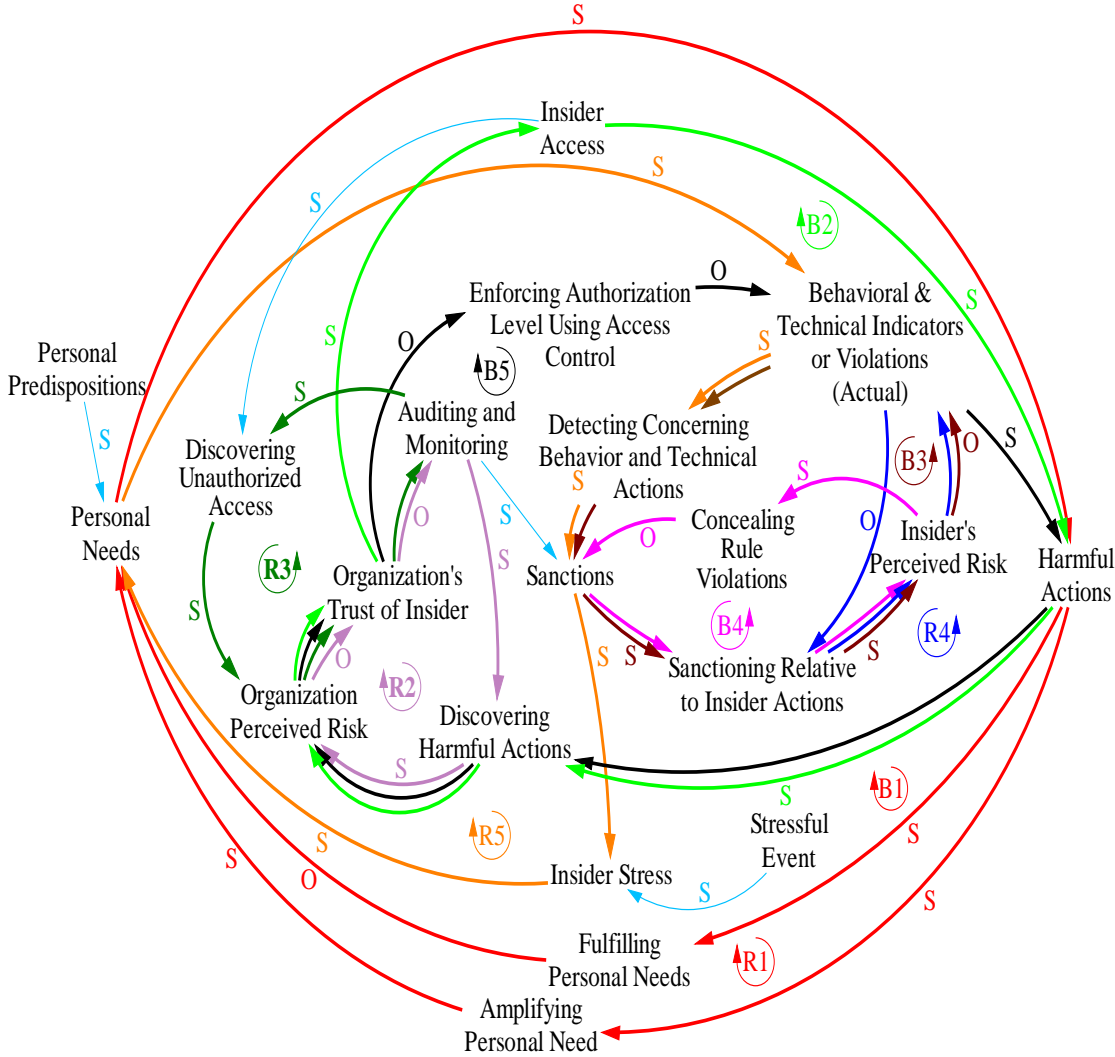 S
Insider
Access
S
S
B2
S
S
O
Enforcing Authorization
Level Using Access
Control
Behavioral &
Technical Indicators
or Violations
(Actual)
O
S
S
Personal
Predispositions
B5
S
S
Auditing and
Monitoring
S
Discovering
Unauthorized
Access
Detecting Concerning
Behavior and Technical
Actions
B3
O
S
S
S
Personal
Needs
O
S
S
O
Concealing
Rule
Violations
O
Insider's
Perceived Risk
Harmful
Actions
R3
Organization's
Trust of Insider
Sanctions
S
B4
R4
S
O
S
S
S
Sanctioning Relative
to Insider Actions
Organization
Perceived Risk
R2
Discovering
Harmful Actions
S
S
B1
Stressful
Event
R5
S
S
S
O
Insider Stress
S
S
Fulfilling
Personal Needs
R1
Amplifying
Personal Need